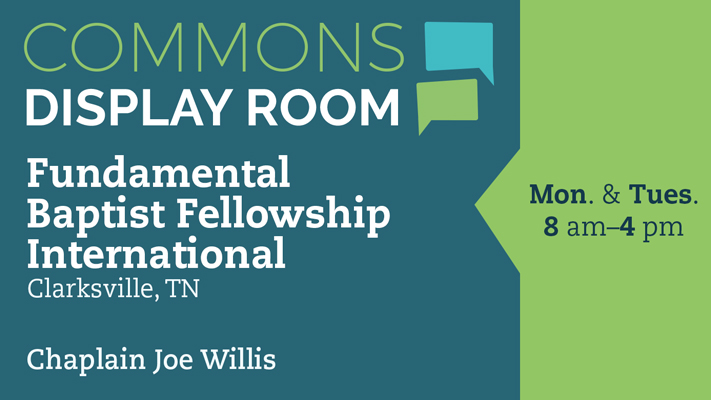 COMMONS
DISPLAY ROOM
Fundamental
Baptist Fellowship
International
Clarksville, TN
Chaplain Joe Willis
Mon. & Tues.
8 am–4 pm